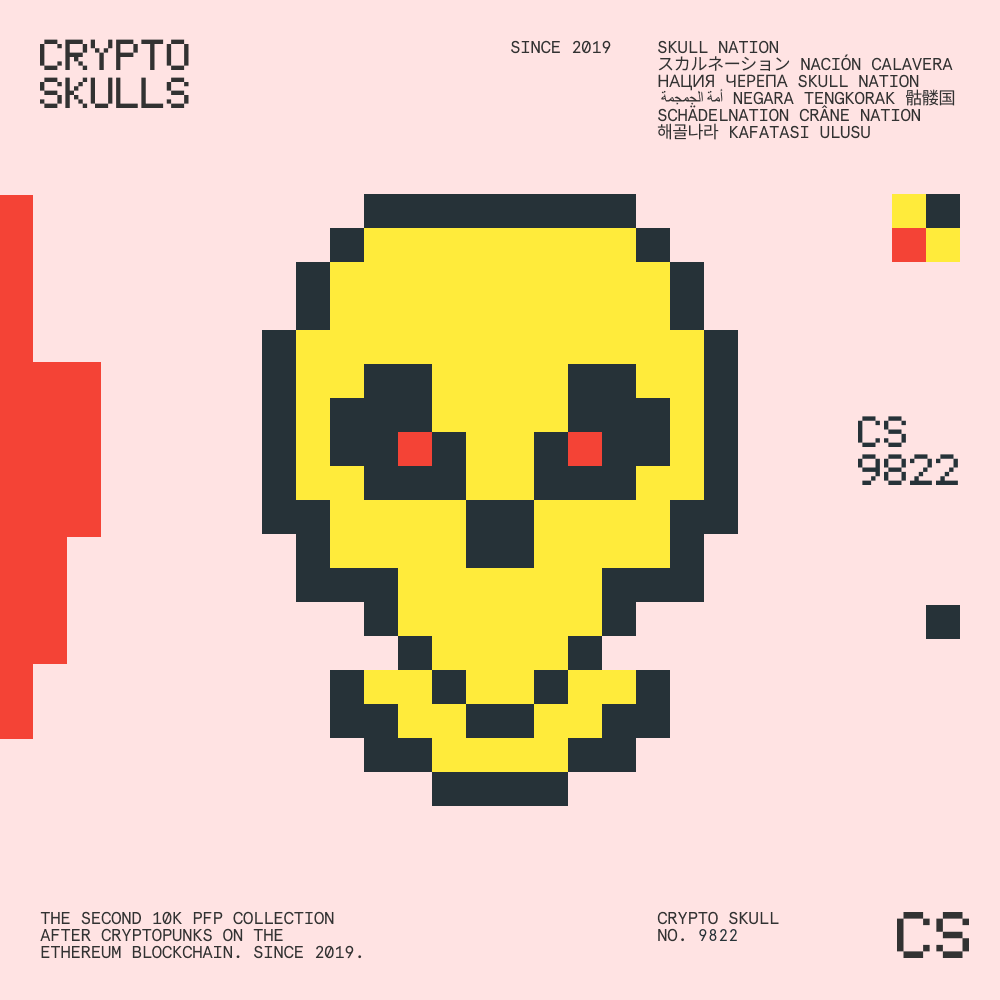 CRYPTO
SKULLS
SINCE 2019
SKULL NATION
スカルネーション NACIÓN CALAVERA
НАЦИЯ ЧЕРЕПА SKULL NATION
أمة الجمجمة NEGARA TENGKORAK 骷髅国
SCHÄDELNATION CRÂNE NATION
해골나라 KAFATASI ULUSU
CS
9822
THE SECOND 10K PFP COLLECTION
AFTER CRYPTOPUNKS ON THE
ETHEREUM BLOCKCHAIN. SINCE 2019.
CRYPTO SKULL
NO. 9822
CS